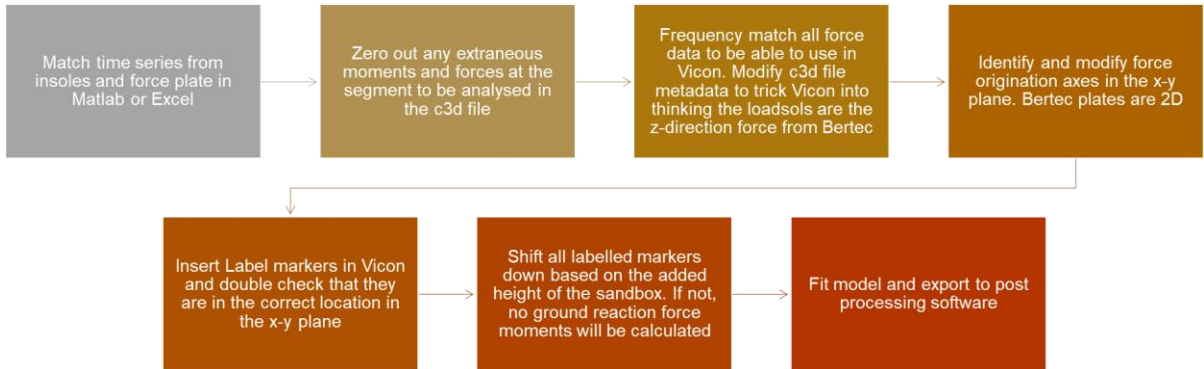 Match time series from
insoles and force plate in
Matlab or Excel
Zero out any extraneous
moments and forces at the
segment to be analysed in
the c3d file
Frequency match all force
data to be able to use in
Vicon. Modify c3d file
metadata to trick Vicon into
thinking the loadsols are the
z-direction force from Bertec
Identify and modify force
origination axes in the x-y
plane. Bertec plates are 2D
Insert Label markers in Vicon
and double check that they
are in the correct location in
the x-y plane
Shift all labelled markers
down based on the added
height of the sandbox. If not,
no ground reaction force
moments will be calculated
Fit model and export to post
processing software